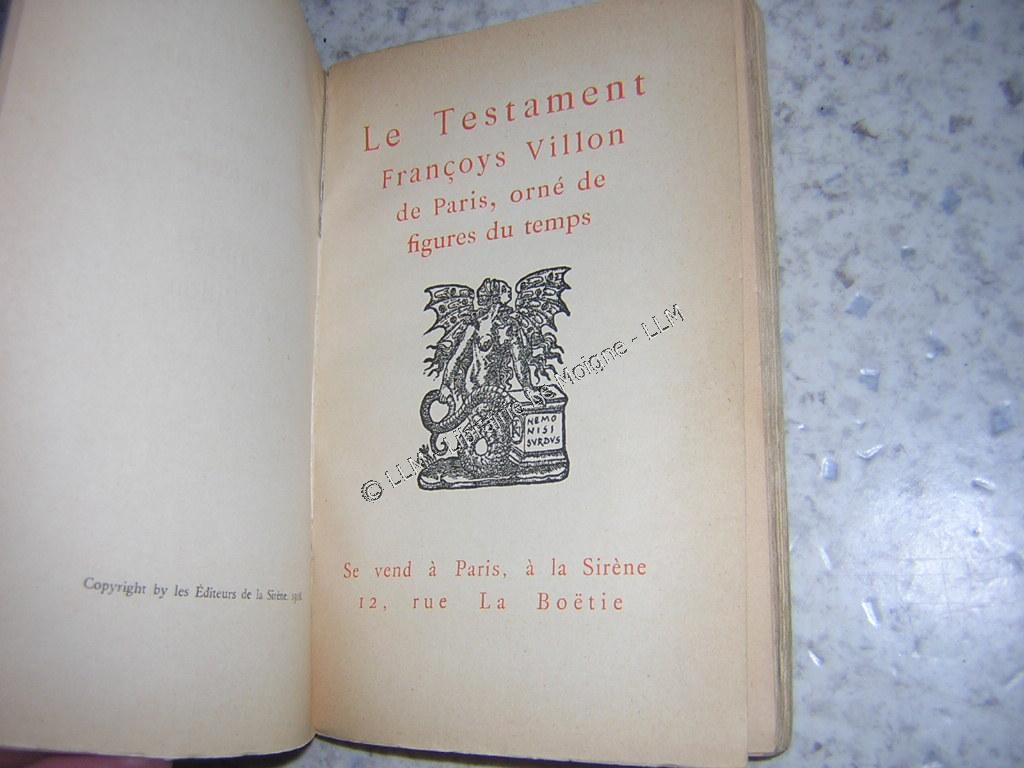 Copyright by les Éditeurs de la Sirène. 1918
Le Testament
Françoys Villon
de Paris, orné de
figures du temps
NEMO
NISI
SVRDVS
© LLM - Librairie Le Moigne - LLM
Se vend à Paris, à la Sirène
12, rue La Boëtie